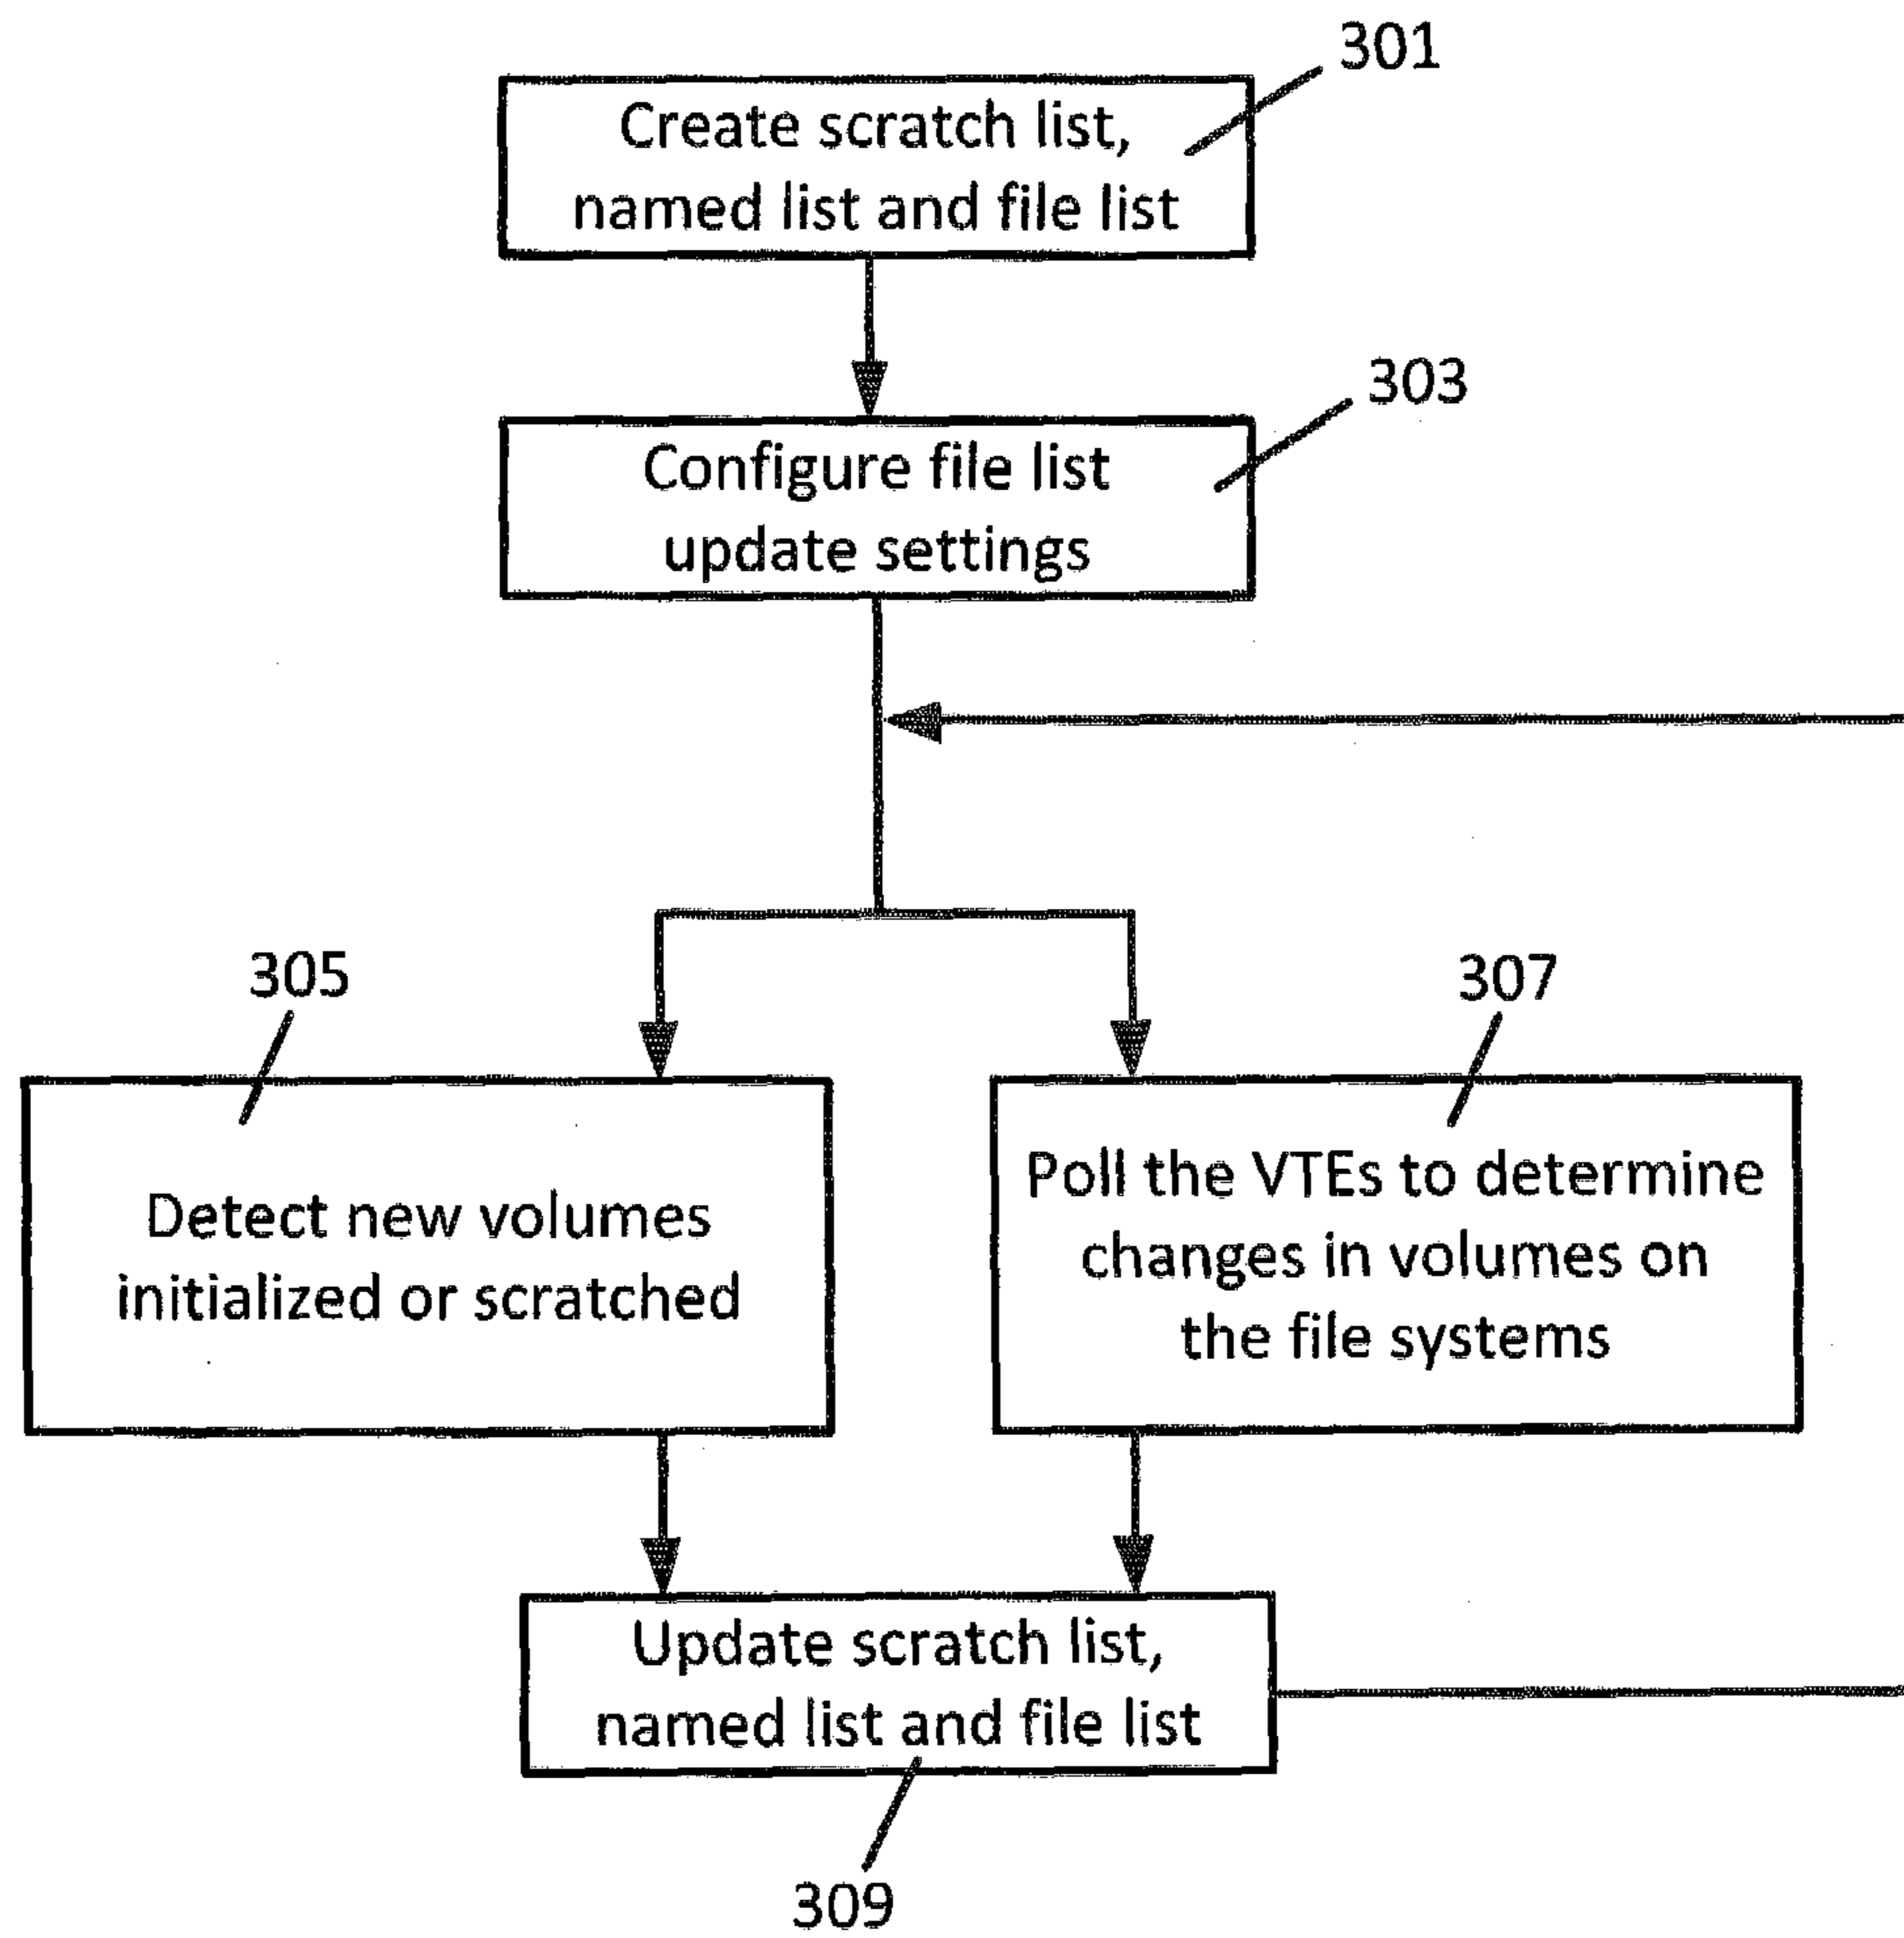 301
Create scratch list,
named list and file list
303
Configure file list
update settings
305
307
Detect new volumes
initialized or scratched
Poll the VTEs to determine
changes in volumes on
the file systems
Update scratch list,
named list and file list
309